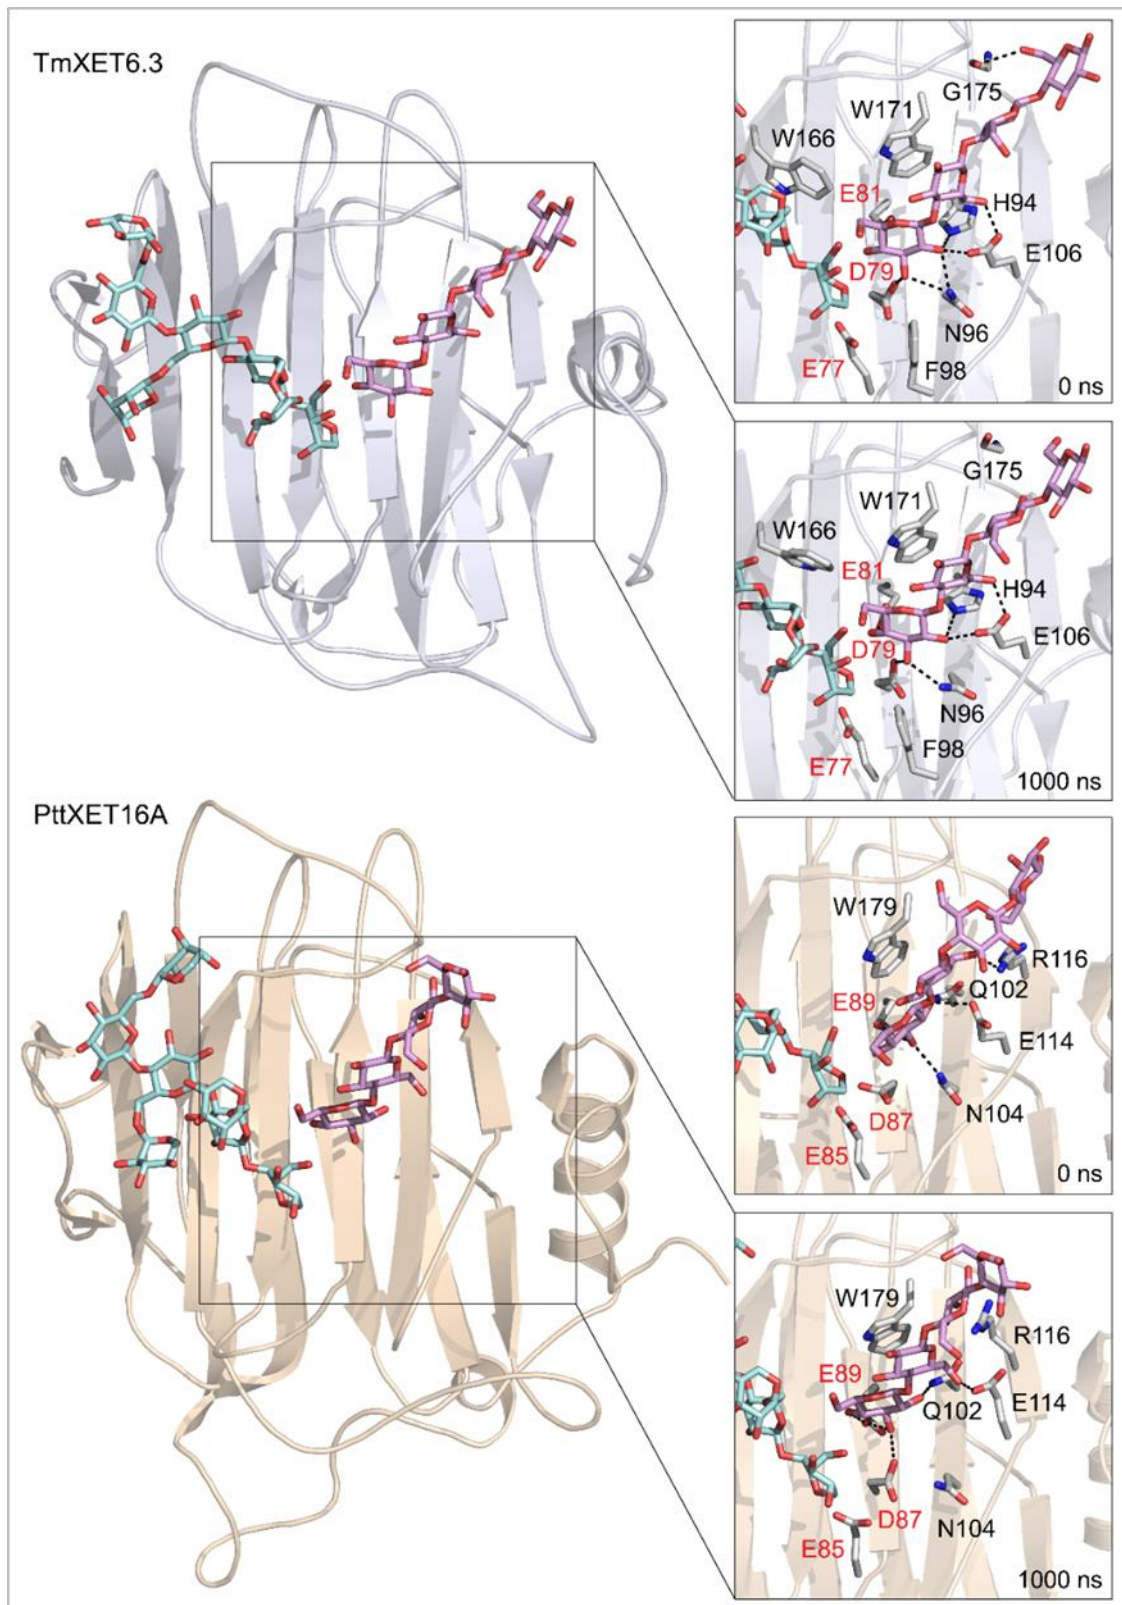 TmXET6.3
G175
W171
W166
E81
H94
D79
E106
N96
E77
F98
0 ns
G175
W171
W166
E81
H94
D79
E106
N96
F98
E77
1000 ns
PttXET16A
W179
R116
Q102
E89
E114
N104
D87
E85
0 ns
W179
R116
E89
E114
Q102
D87
N104
E85
1000 ns